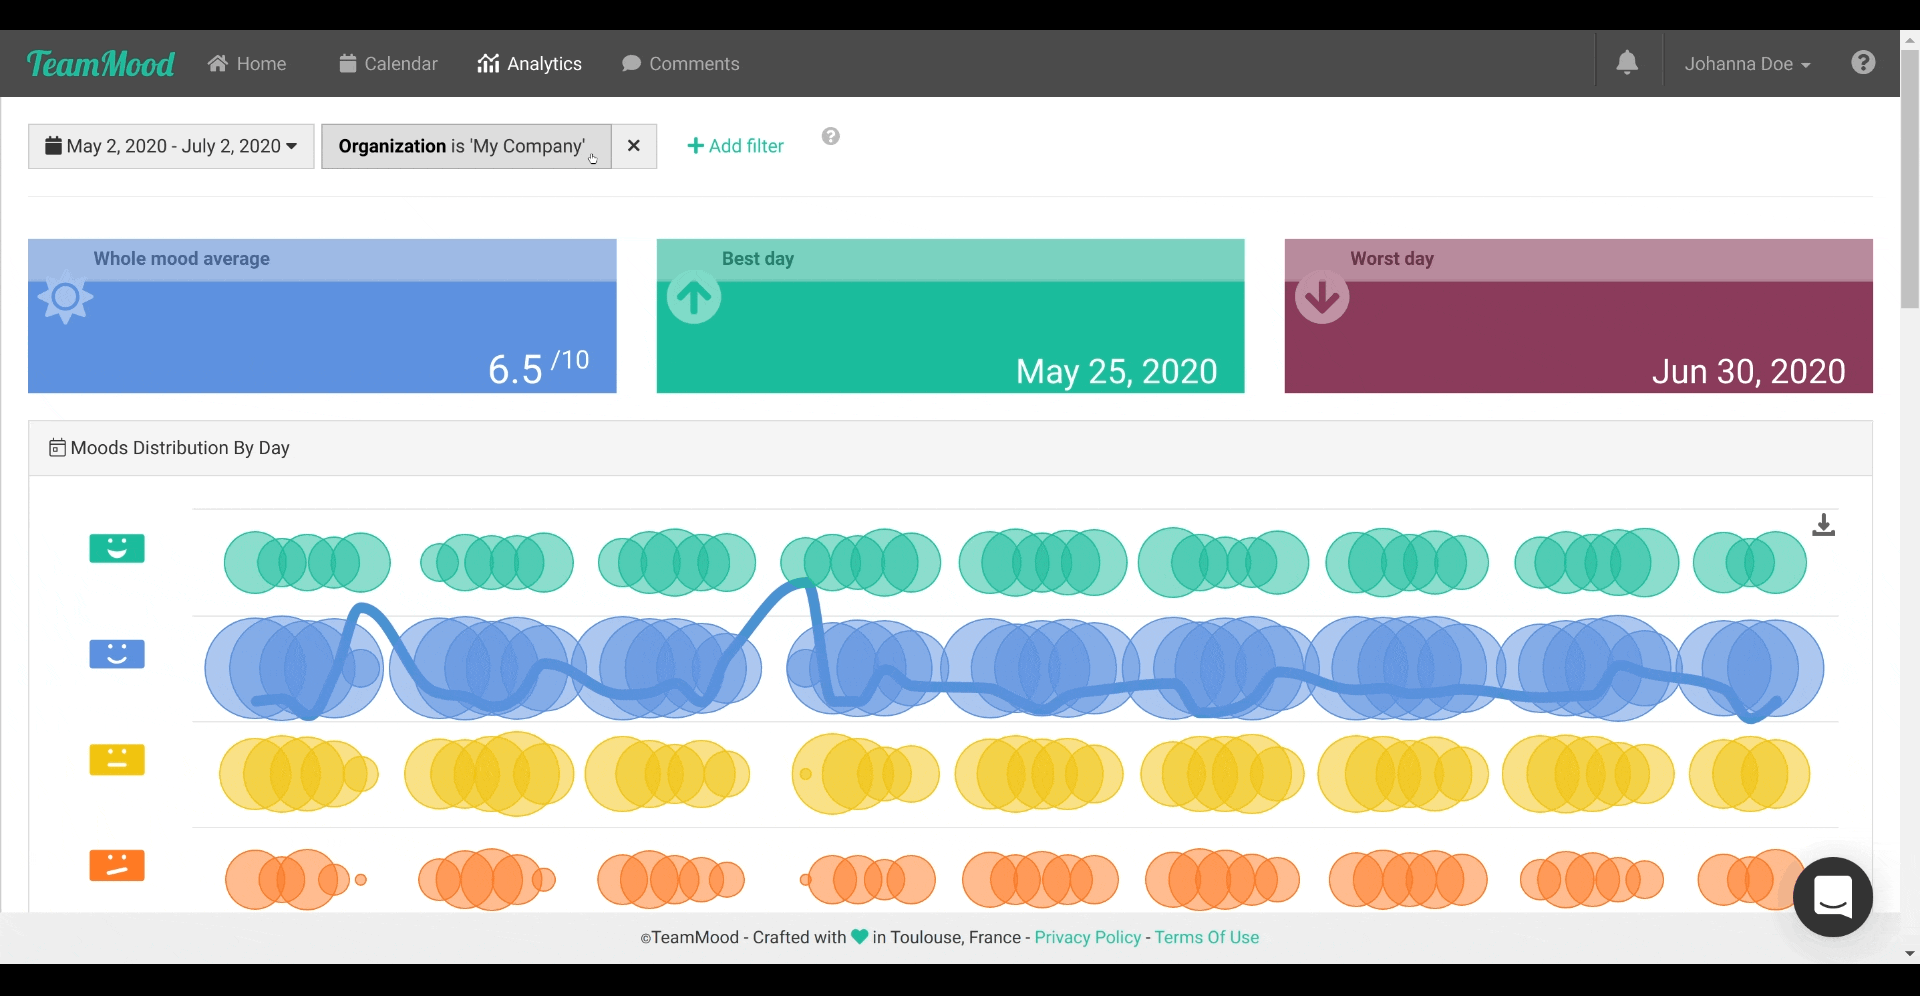 TeamMood Home Calendar Analytics Comments Johanna Doe
May 2, 2020 - July 2, 2020 Organization is 'My Company' × + Add filter
Whole mood average
6.5 /10
Best day
May 25, 2020
Worst day
Jun 30, 2020
Moods Distribution By Day
©TeamMood - Crafted with in Toulouse, France - Privacy Policy - Terms Of Use